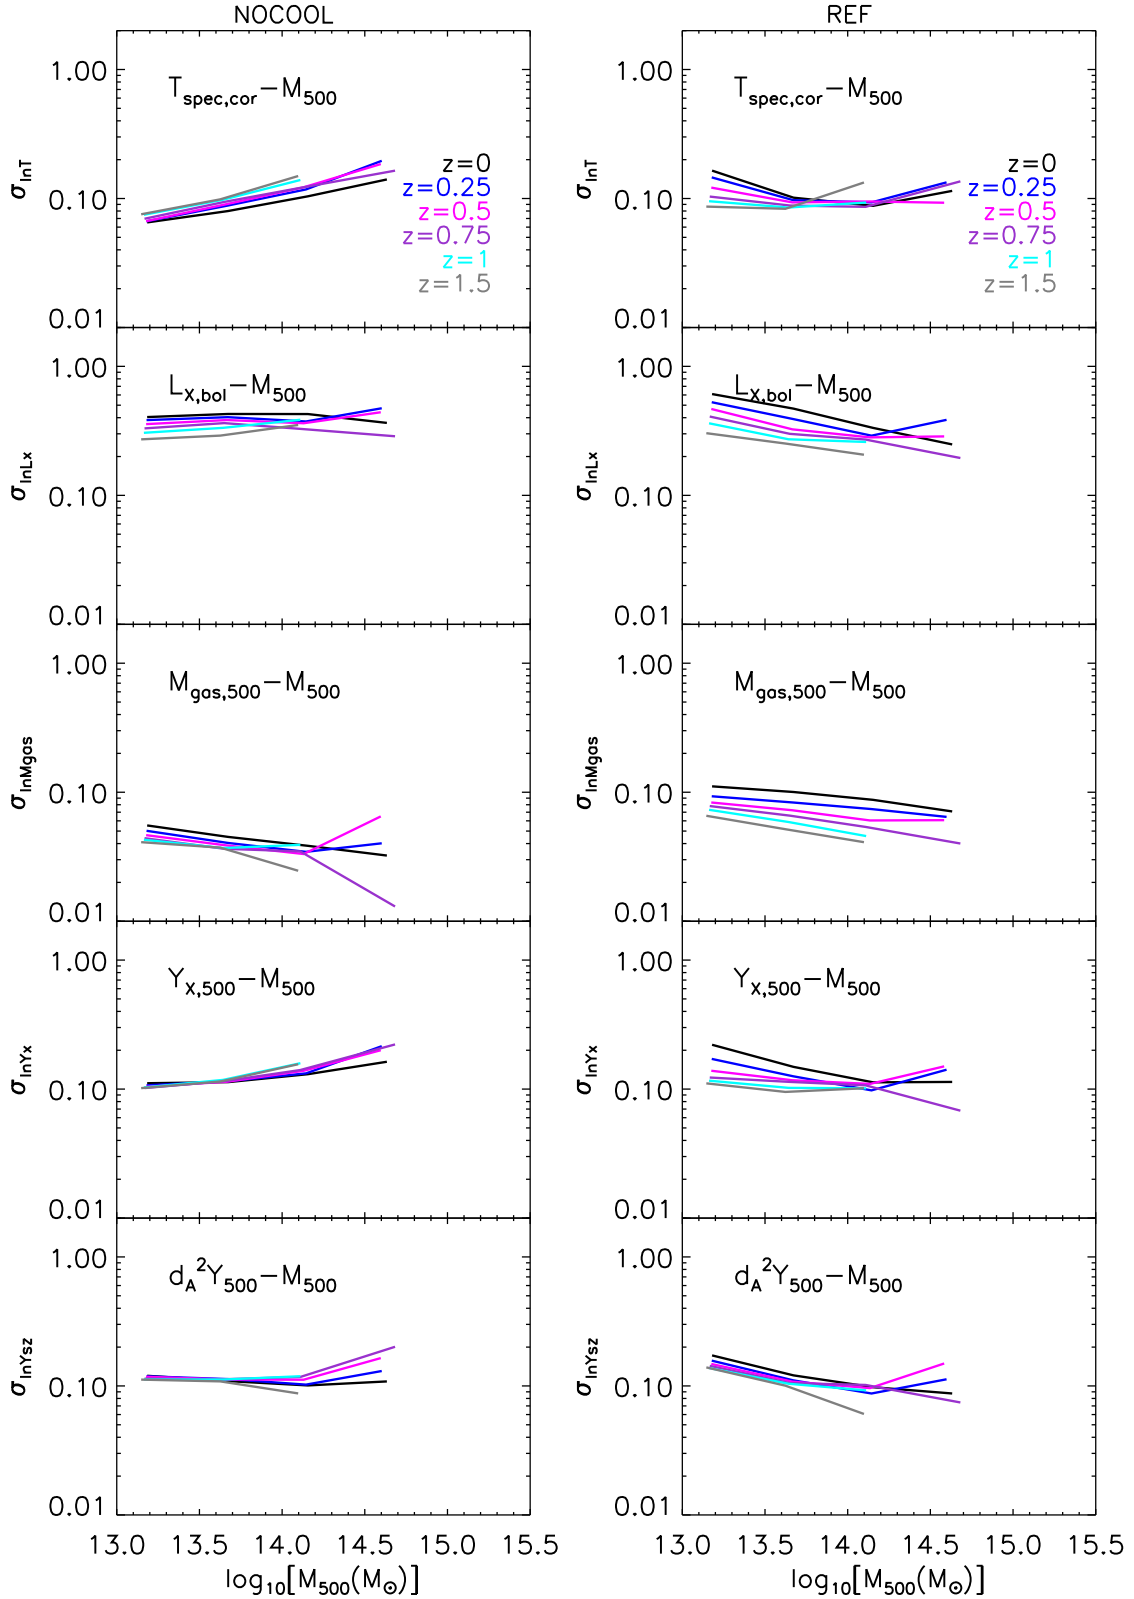 NOCOOL REF
1.00 T_spec,cor−M_500 1.00 T_spec,cor−M_500
z=0 z=0
σ_lnT 0.10 z=0.25 σ_lnT 0.10 z=0.25
z=0.5 z=0.5
z=0.75 z=0.75
z=1 z=1
z=1.5 z=1.5
0.01 0.01
1.00 L_X,bol−M_500 1.00 L_X,bol−M_500
σ_lnLx 0.10 σ_lnLx 0.10
0.01 0.01
1.00 M_gas,500−M_500 1.00 M_gas,500−M_500
σ_lnMgas 0.10 σ_lnMgas 0.10
0.01 0.01
1.00 Y_X,500−M_500 1.00 Y_X,500−M_500
σ_lnYx 0.10 σ_lnYx 0.10
0.01 0.01
1.00 d_A²Y_500−M_500 1.00 d_A²Y_500−M_500
σ_lnYsz 0.10 σ_lnYsz 0.10
0.01 0.01
13.0 13.5 14.0 14.5 15.0 15.5 13.0 13.5 14.0 14.5 15.0 15.5
log₁₀[M_500(M_⊙)] log₁₀[M_500(M_⊙)]